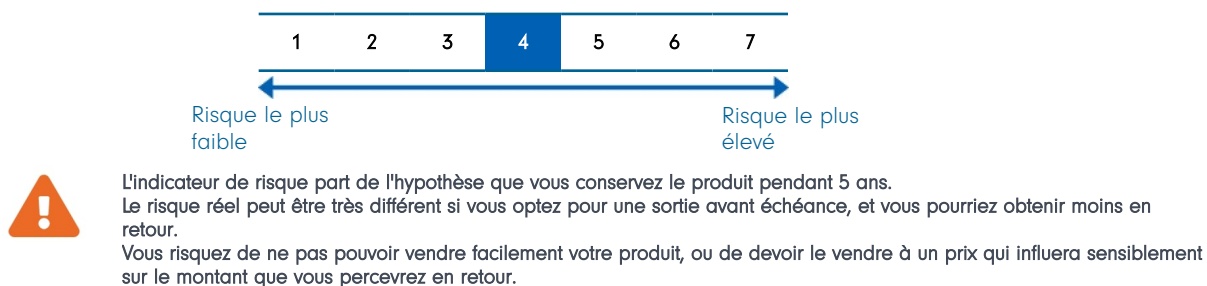 1 2 3 4 5 6 7
Risque le plus faible
Risque le plus élevé
L'indicateur de risque part de l'hypothèse que vous conservez le produit pendant 5 ans.
Le risque réel peut être très différent si vous optez pour une sortie avant échéance, et vous pourriez obtenir moins en
retour.
Vous risquez de ne pas pouvoir vendre facilement votre produit, ou de devoir le vendre à un prix qui influera sensiblement
sur le montant que vous percevrez en retour.